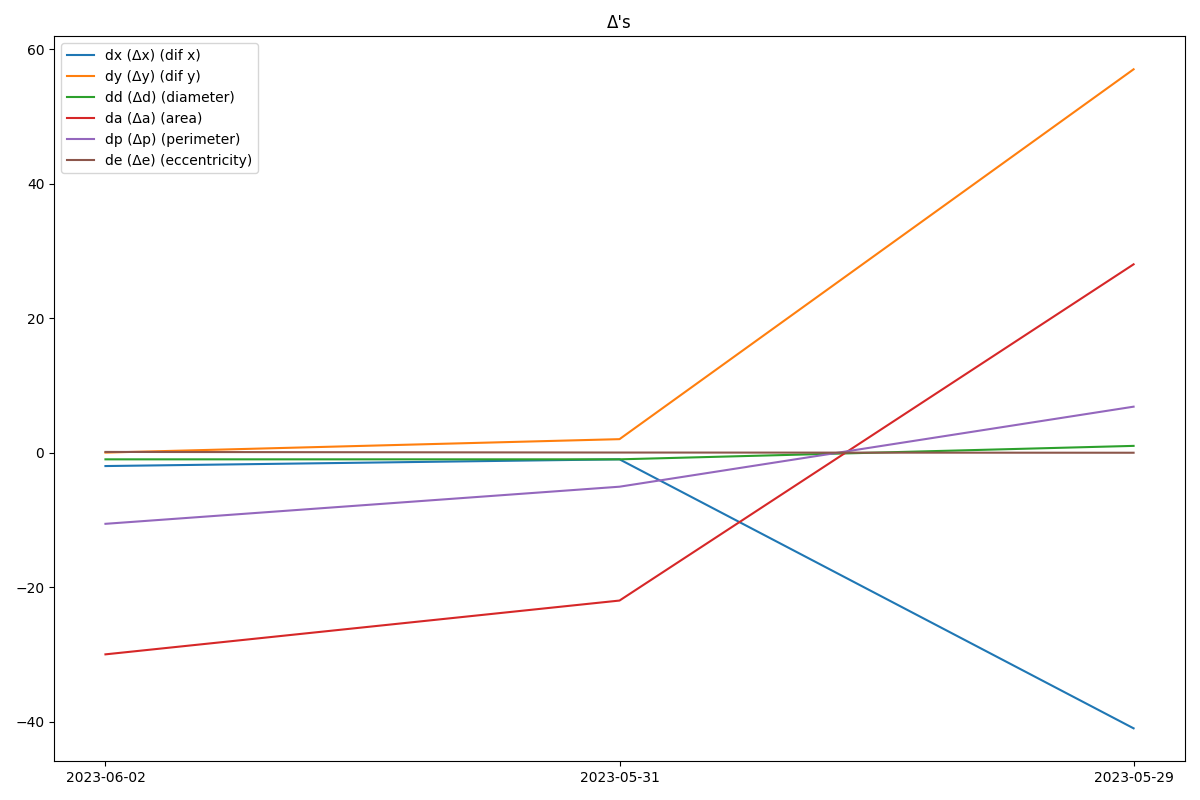 Δ's
dx (Δx) (dif x)
dy (Δy) (dif y)
dd (Δd) (diameter)
da (Δa) (area)
dp (Δp) (perimeter)
de (Δe) (eccentricity)
60
40
20
0
−20
−40
2023-06-02 2023-05-31 2023-05-29